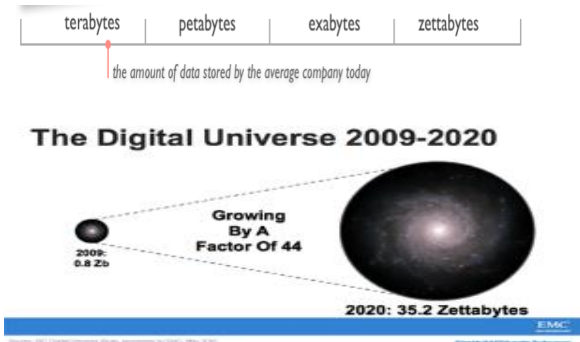 terabytes petabytes exabytes zettabytes
the amount of data stored by the average company today
The Digital Universe 2009-2020
Growing
By A
Factor Of 44
2009:
0.8 Zb
2020: 35.2 Zettabytes
EMC